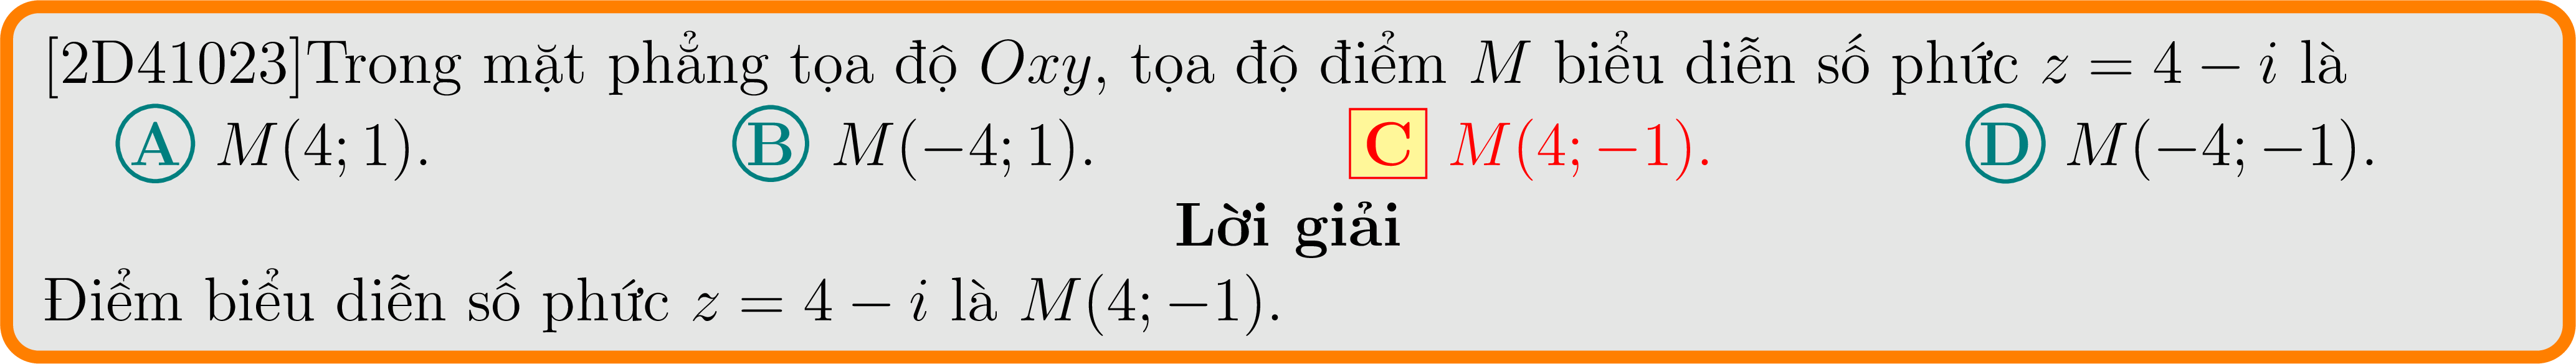 [2D41023]Trong mặt phẳng tọa độ Oxy, tọa độ điểm M biểu diễn số phức z = 4 − i là
A M(4; 1). B M(−4; 1). C M(4; −1). D M(−4; −1).
Lời giải
Điểm biểu diễn số phức z = 4 − i là M(4; −1).